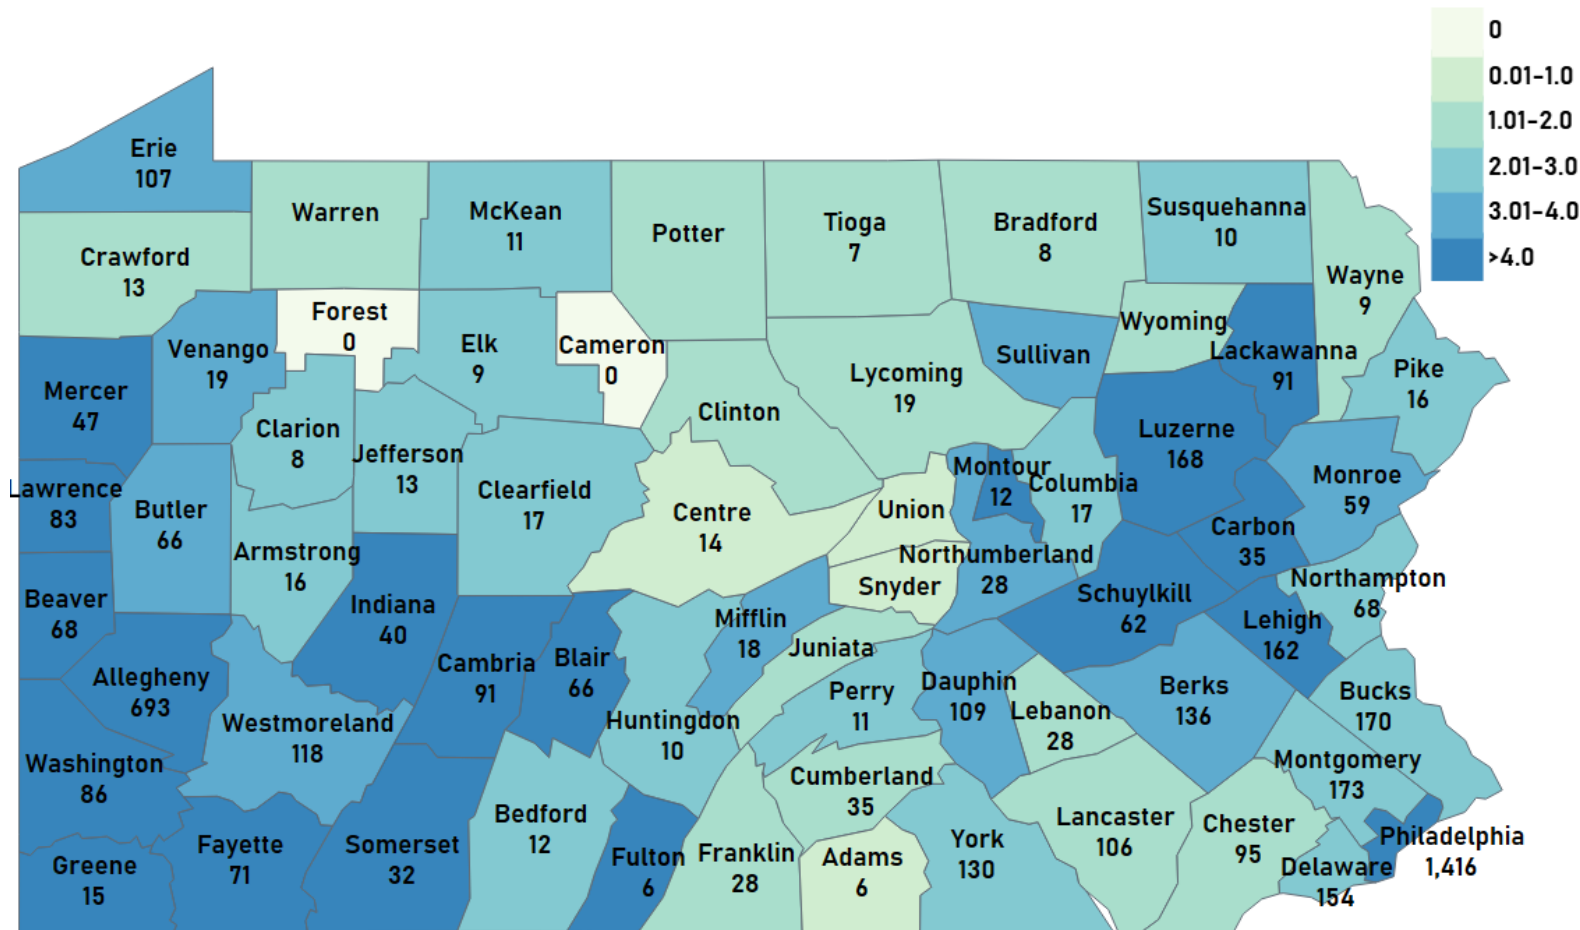 0
0.01-1.0
1.01-2.0
2.01-3.0
3.01-4.0
>4.0
Erie
107
Crawford
13
Warren
McKean
11
Potter
Tioga
7
Bradford
8
Susquehanna
10
Wayne
9
Forest
0
Venango
19
Elk
9
Cameron
0
Mercer
47
Clarion
8
Jefferson
13
Clinton
Lycoming
19
Sullivan
Wyoming
Lackawanna
91
Pike
16
Luzerne
168
Monroe
59
Lawrence
83
Butler
66
Armstrong
16
Clearfield
17
Centre
14
Union
Montour
12
Columbia
17
Carbon
35
Northumberland
28
Snyder
Northampton
68
Beaver
68
Indiana
40
Mifflin
18
Juniata
Schuylkill
62
Lehigh
162
Allegheny
693
Cambria
91
Blair
66
Huntingdon
10
Perry
11
Dauphin
109
Lebanon
28
Berks
136
Bucks
170
Westmoreland
118
Washington
86
Montgomery
173
Cumberland
35
Bedford
12
Lancaster
106
Chester
95
Philadelphia
1,416
Delaware
154
Greene
15
Fayette
71
Somerset
32
Fulton
6
Franklin
28
Adams
6
York
130